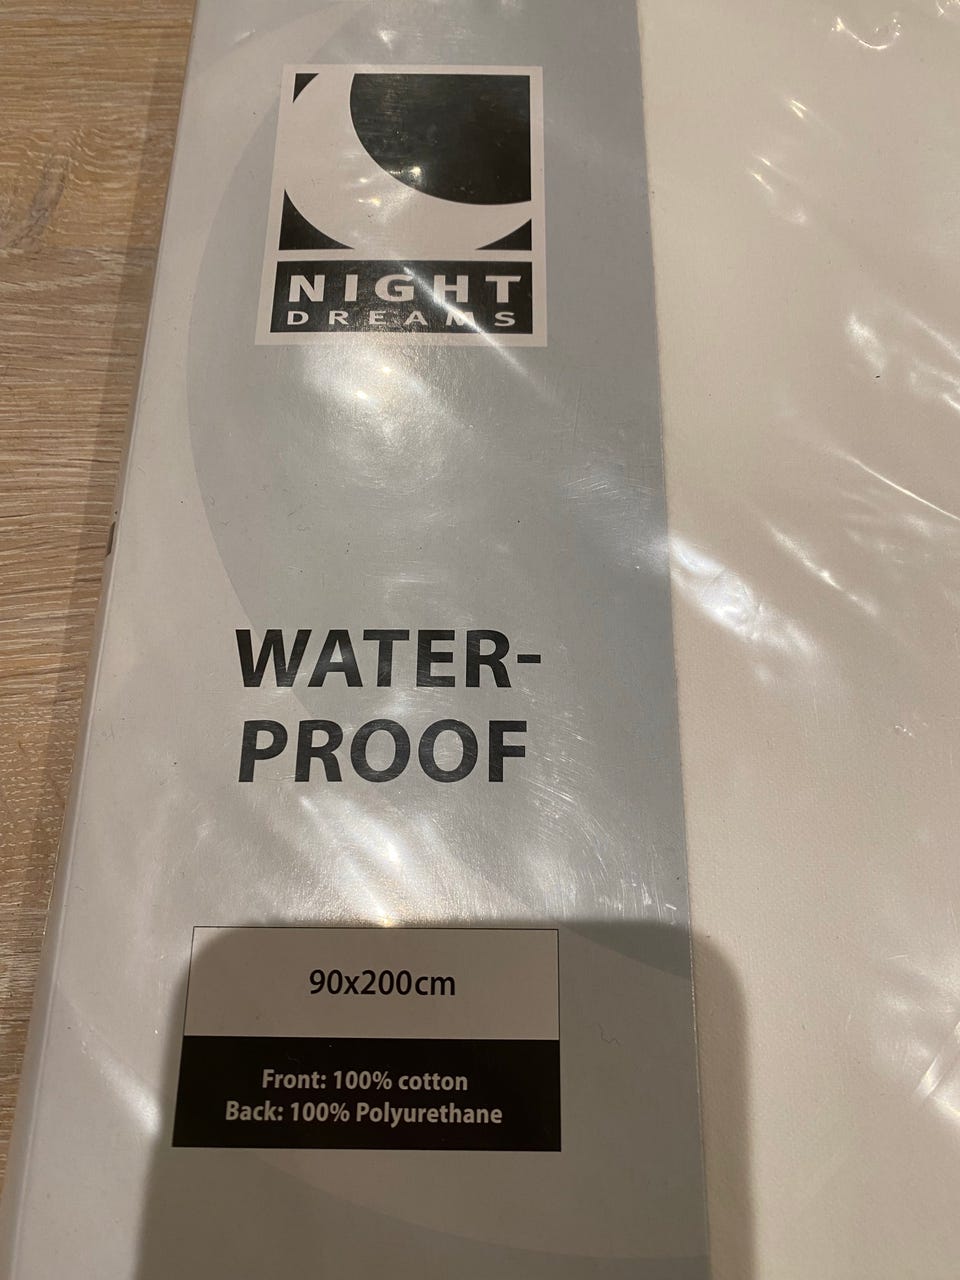 NIGHT
DREAMS
WATER-
PROOF
90x200cm
Front: 100% cotton
Back: 100% Polyurethane